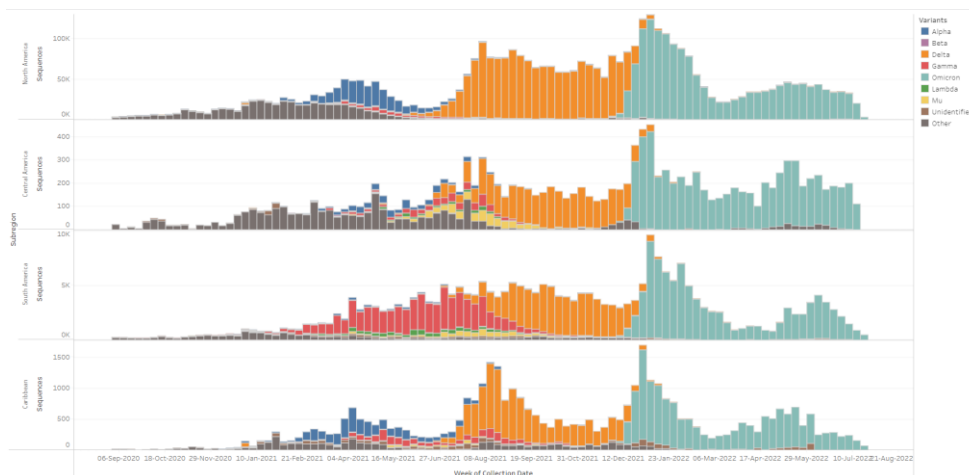 Variants
Alpha
Beta
Delta
Gamma
Omicron
Lambda
Mu
Unidentifie
Other
Subregion
North America
Sequences
100K
50K
0K
Central America
Sequences
400
300
200
100
0
South America
Sequences
10K
5K
0K
Caribbean
Sequences
1500
1000
500
0
06-Sep-2020 18-Oct-2020 29-Nov-2020 10-Jan-2021 21-Feb-2021 04-Apr-2021 16-May-2021 27-Jun-2021 08-Aug-2021 19-Sep-2021 31-Oct-2021 12-Dec-2021 23-Jan-2022 06-Mar-2022 17-Apr-2022 29-May-2022 10-Jul-2022 21-Aug-2022
Week of Collection Date